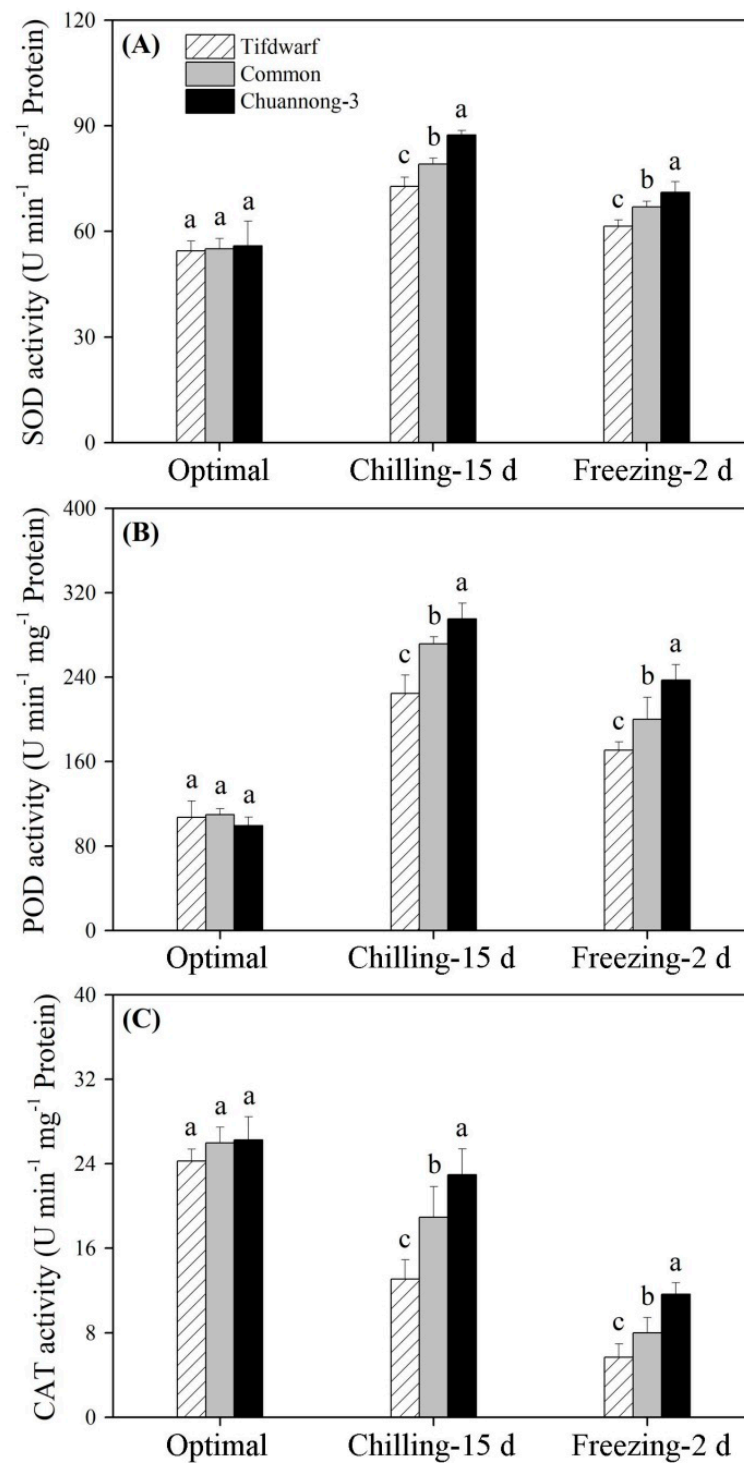 (A)
Tifdwarf
Common
Chuannong-3
SOD activity (U min⁻¹ mg⁻¹ Protein)
120
90
60
30
0
a a a
c b a
c b a
Optimal Chilling-15 d Freezing-2 d
(B)
POD activity (U min⁻¹ mg⁻¹ Protein)
400
320
240
160
80
0
a a a
c b a
c b a
Optimal Chilling-15 d Freezing-2 d
(C)
CAT activity (U min⁻¹ mg⁻¹ Protein)
40
32
24
16
8
0
a a a
c b a
c b a
Optimal Chilling-15 d Freezing-2 d